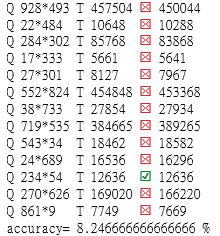 Q 928*493 T 457504 ☒ 450044
Q 22*484 T 10648 ☒ 10288
Q 284*302 T 85768 ☒ 83868
Q 17*333 T 5661 ☒ 5641
Q 27*301 T 8127 ☒ 7967
Q 552*824 T 454848 ☒ 453368
Q 38*733 T 27854 ☒ 27934
Q 719*535 T 384665 ☒ 389265
Q 543*34 T 18462 ☒ 18582
Q 24*689 T 16536 ☒ 16296
Q 234*54 T 12636 ☑ 12636
Q 270*626 T 169020 ☒ 166220
Q 861*9 T 7749 ☒ 7669
accuracy= 8.246666666666666 %